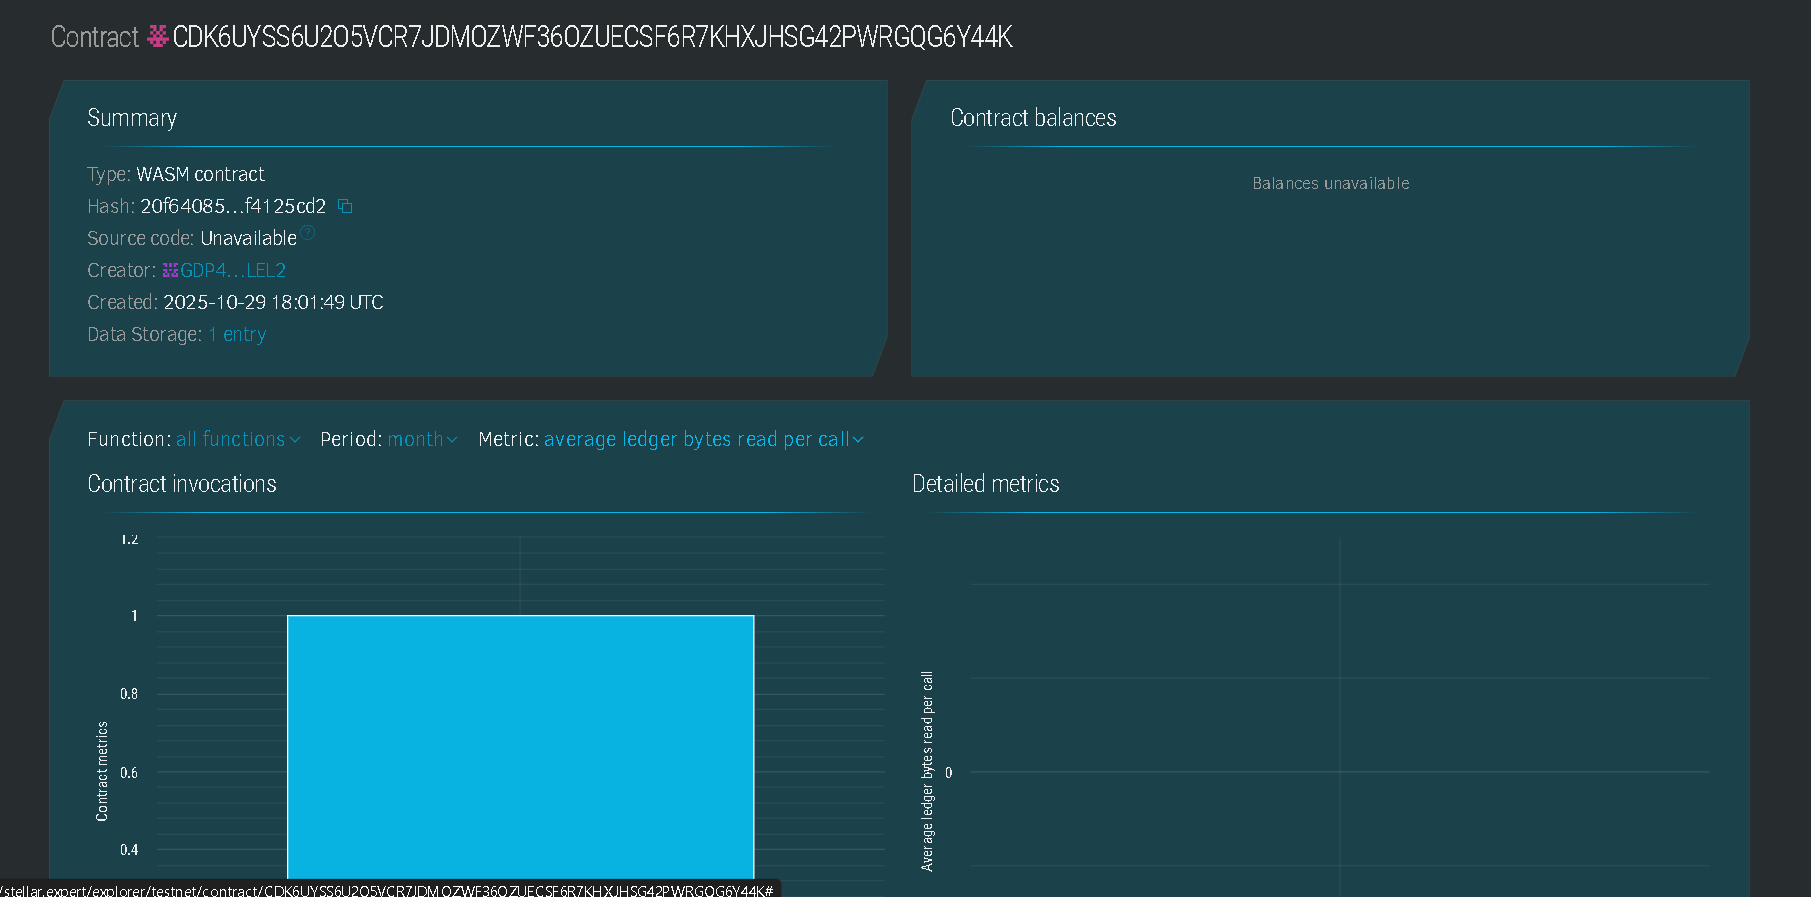 Contract CDK6UYSS6U2O5VCR7JDMOZWF36OZUECSF6R7KHXJHSG42PWRGQG6Y44K
Summary
Type: WASM contract
Hash: 20f64085…f4125cd2
Source code: Unavailable
Creator: GDP4…LEL2
Created: 2025-10-29 18:01:49 UTC
Data Storage: 1 entry
Contract balances
Balances unavailable
Function: all functions Period: month Metric: average ledger bytes read per call
Contract invocations
1.2
1
0.8
0.6
0.4
Contract metrics
Detailed metrics
Average ledger bytes read per call
0
/stellar.expert/explorer/testnet/contract/CDK6UYSS6U2O5VCR7JDMOZWF36OZUECSF6R7KHXJHSG42PWRGQG6Y44K#